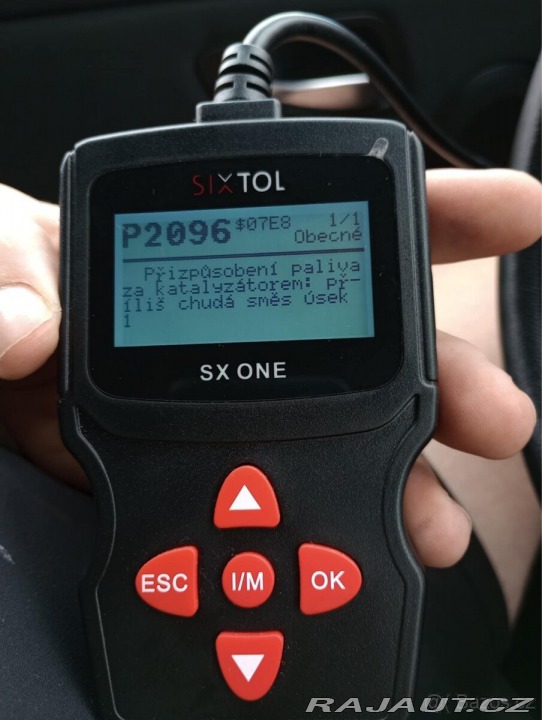 SIXTOL
P2096 $07E8 1/1
Obecné
Přizpůsobení paliva
za katalyzátorem: Př-
íliš chudá směs úsek
1
SX ONE
ESC I/M OK
RAJAUT.CZ